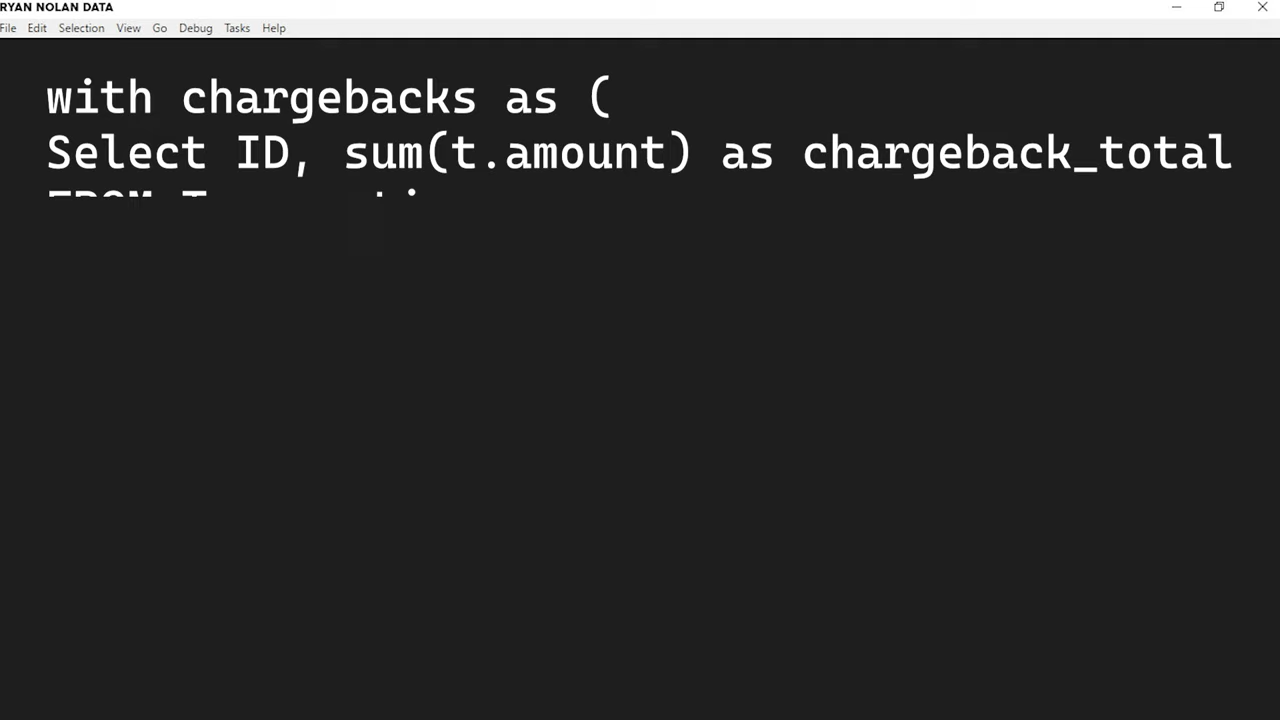 RYAN NOLAN DATA
File Edit Selection View Go Debug Tasks Help
with chargebacks as (
Select ID, sum(t.amount) as chargeback_total
FROM